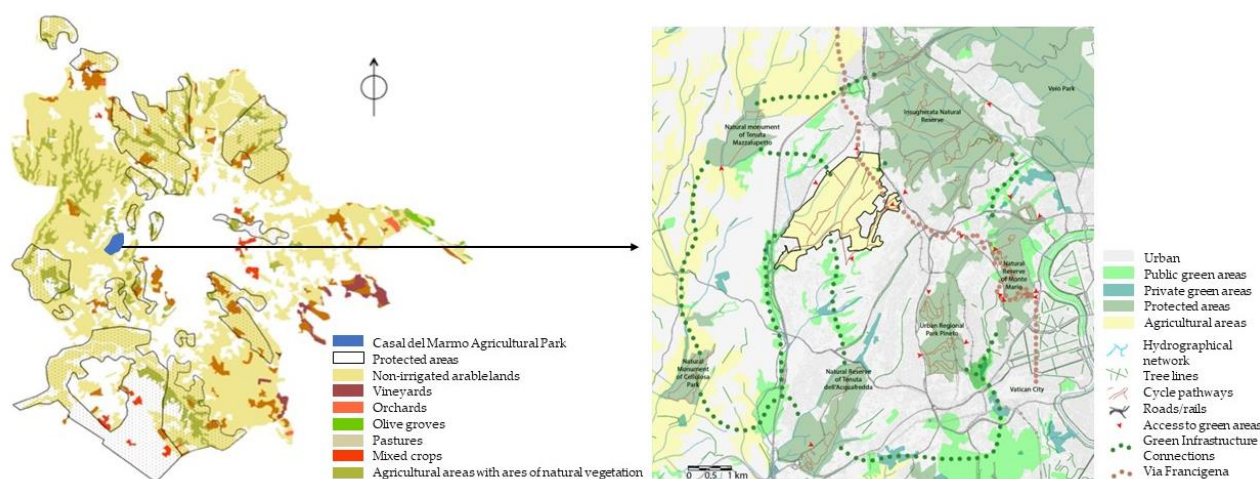 Casal del Marmo Agricultural Park
Protected areas
Non-irrigated arablelands
Vineyards
Orchards
Olive groves
Pastures
Mixed crops
Agricultural areas with ares of natural vegetation
Veio Park
Insugherata Natural
Reserve
Natural monument
of Tenuta
Mazzalupetto
Natural
Reserve
of Monte
Mario
Urban Regional
Park Pineto
Natural
Monument
of Cellulosa Park
Natural Reserve
of Tenuta
dell'Acquafredda
Vatican City
0 0.5 1 km
Urban
Public green areas
Private green areas
Protected areas
Agricultural areas
Hydrographical
network
Tree lines
Cycle pathways
Roads/rails
Access to green areas
Green Infrastructure
Connections
Via Francigena